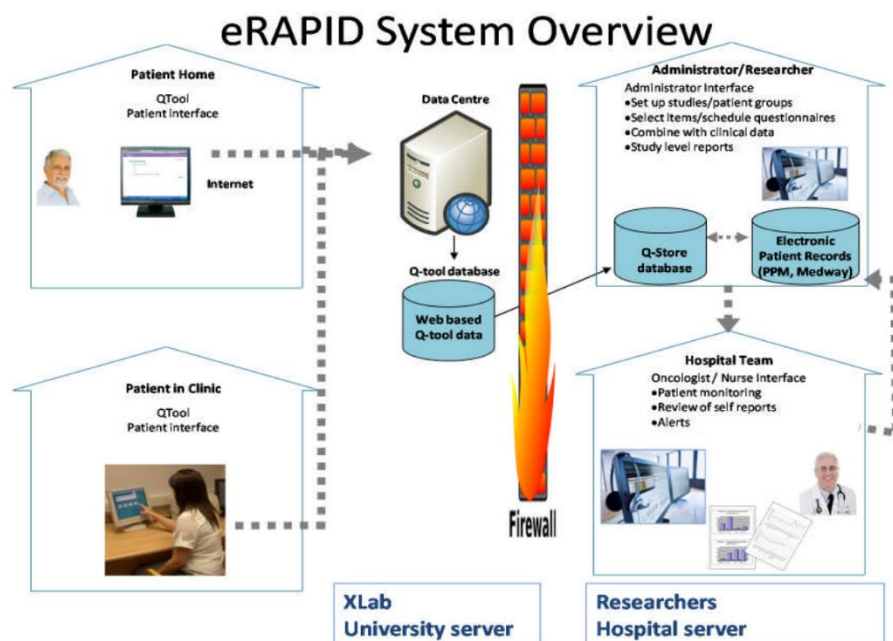 eRAPID System Overview
Patient Home
QTool
Patient interface
Internet
Patient in Clinic
QTool
Patient interface
Data Centre
Q-tool database
Web based
Q-tool data
Firewall
Administrator/Researcher
Administrator Interface
•Set up studies/patient groups
•Select items/schedule questionnaires
•Combine with clinical data
•Study level reports
Q-Store
database
Electronic
Patient Records
(PPM, Medway)
Hospital Team
Oncologist/ Nurse Interface
•Patient monitoring
•Review of self reports
•Alerts
XLab
University server
Researchers
Hospital server